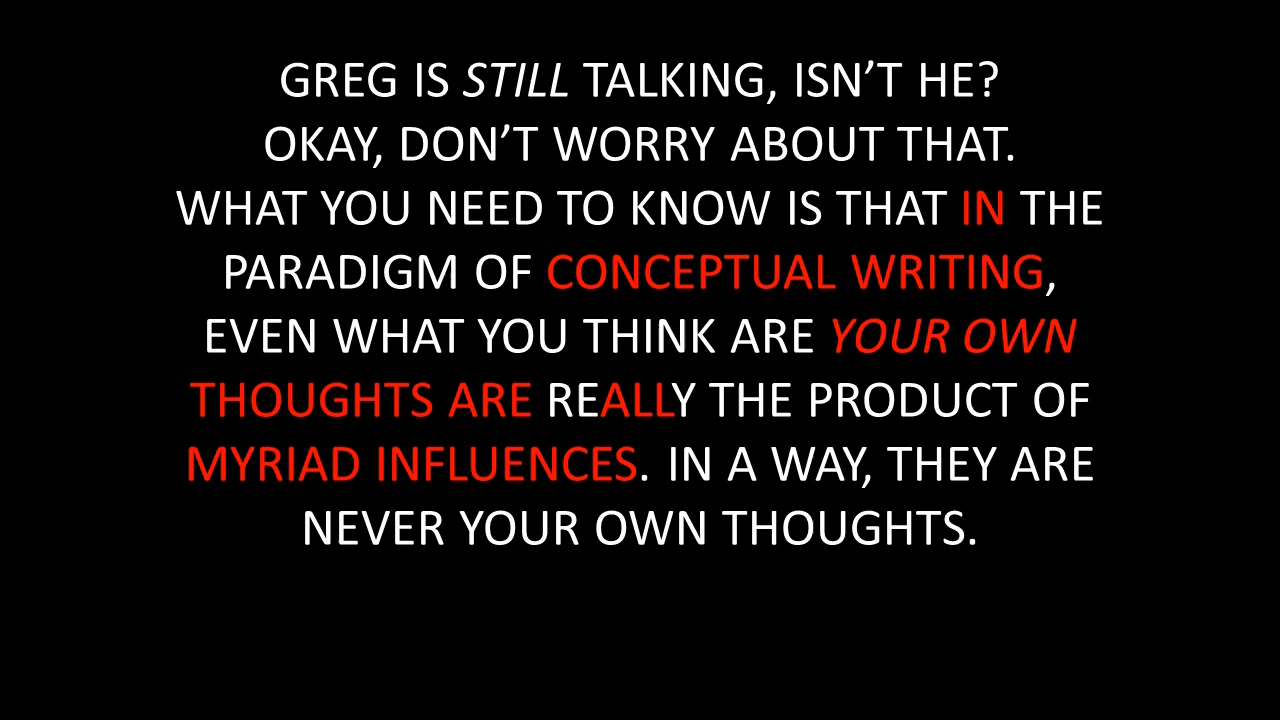 GREG IS STILL TALKING, ISN’T HE?
OKAY, DON’T WORRY ABOUT THAT.
WHAT YOU NEED TO KNOW IS THAT IN THE
PARADIGM OF CONCEPTUAL WRITING,
EVEN WHAT YOU THINK ARE YOUR OWN
THOUGHTS ARE REALLY THE PRODUCT OF
MYRIAD INFLUENCES. IN A WAY, THEY ARE
NEVER YOUR OWN THOUGHTS.